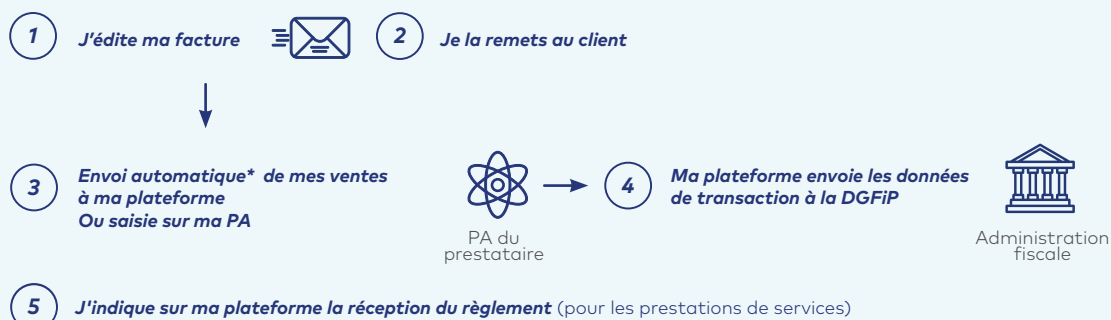 1 J'édite ma facture 2 Je la remets au client
3 Envoi automatique* de mes ventes
à ma plateforme
Ou saisie sur ma PA
PA du
prestataire
4 Ma plateforme envoie les données
de transaction à la DGFiP
Administration
fiscale
5 J'indique sur ma plateforme la réception du règlement (pour les prestations de services)